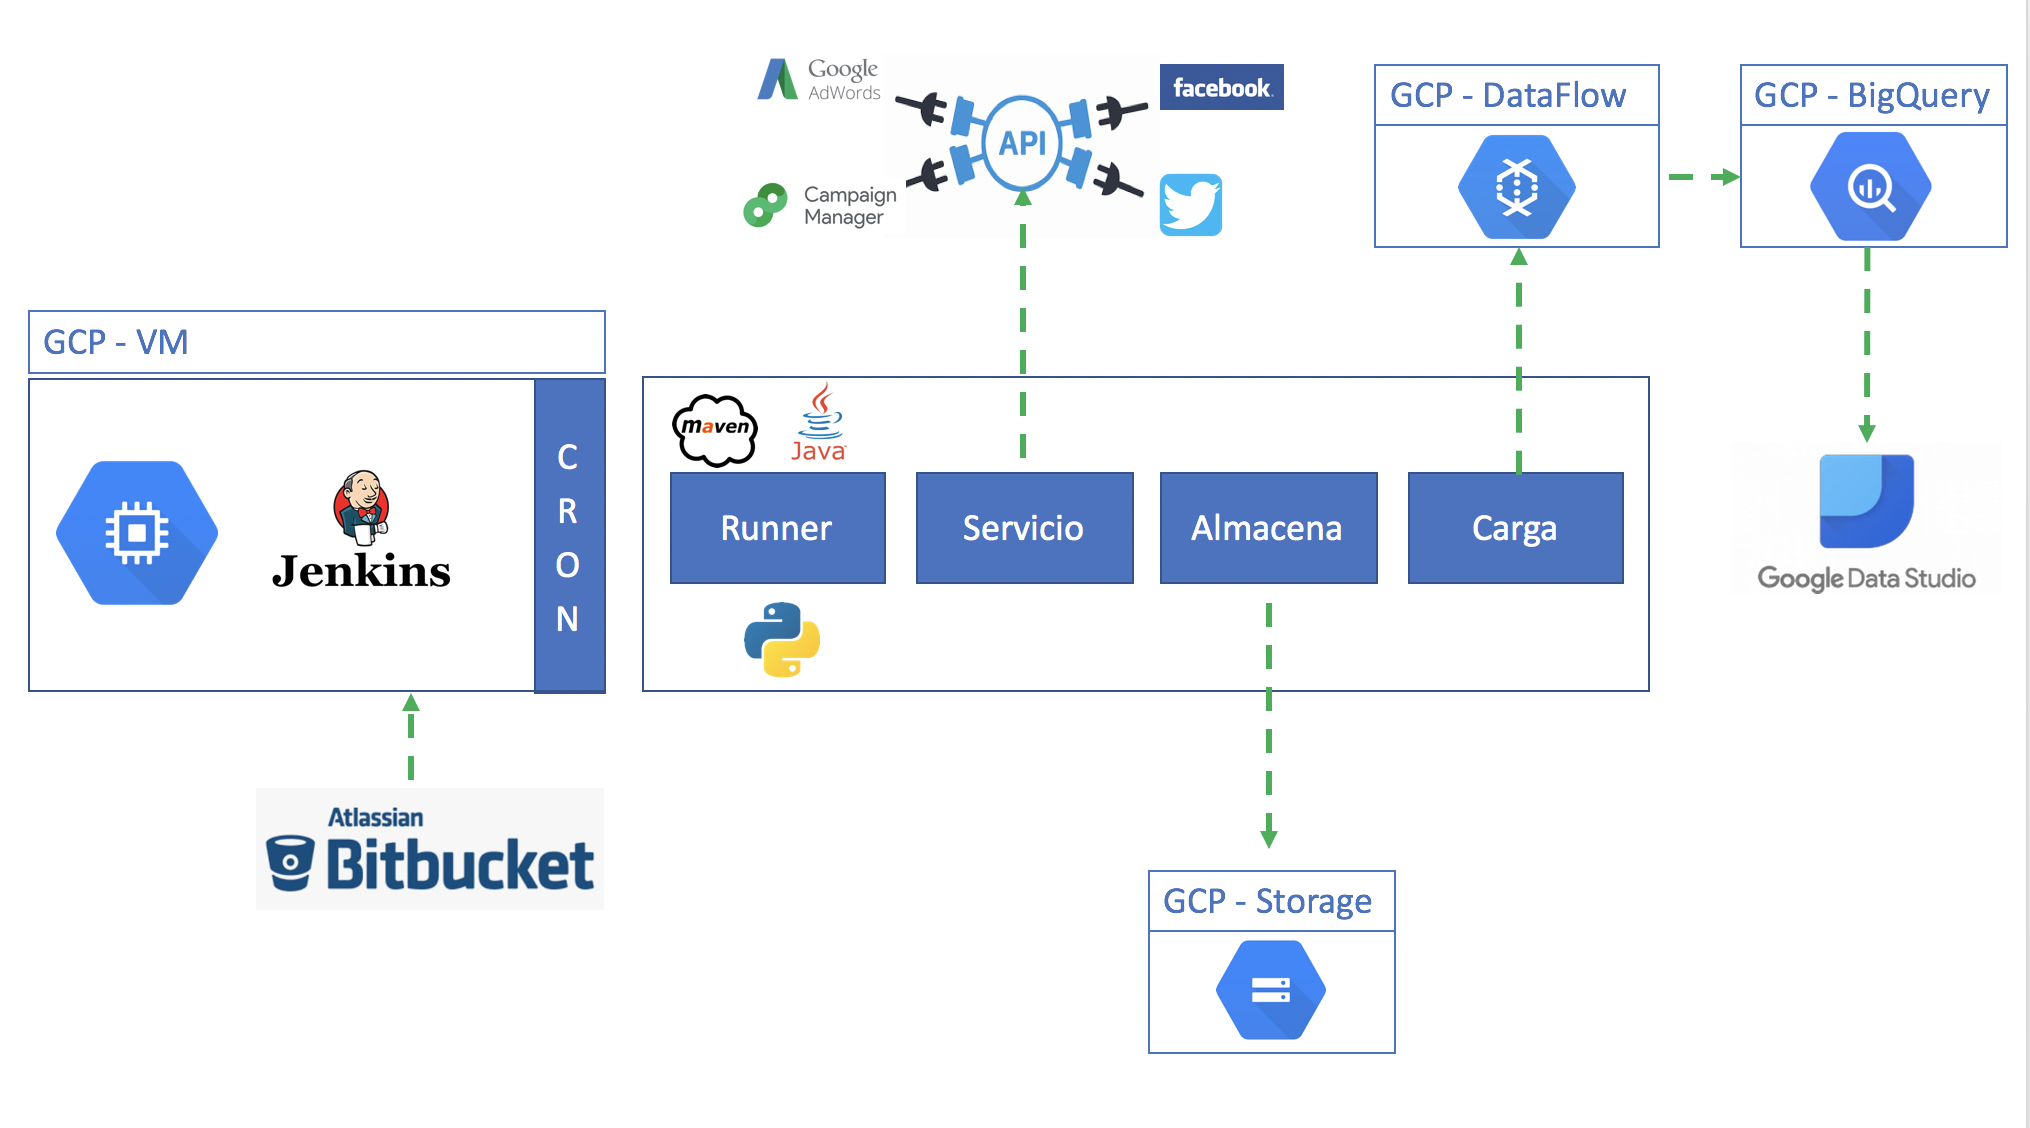 Google
AdWords
API
facebook.
Campaign
Manager
GCP - DataFlow
GCP - BigQuery
GCP - VM
Jenkins
C
R
O
N
maven
Java
Runner
Servicio
Almacena
Carga
Google Data Studio
Atlassian
Bitbucket
GCP - Storage